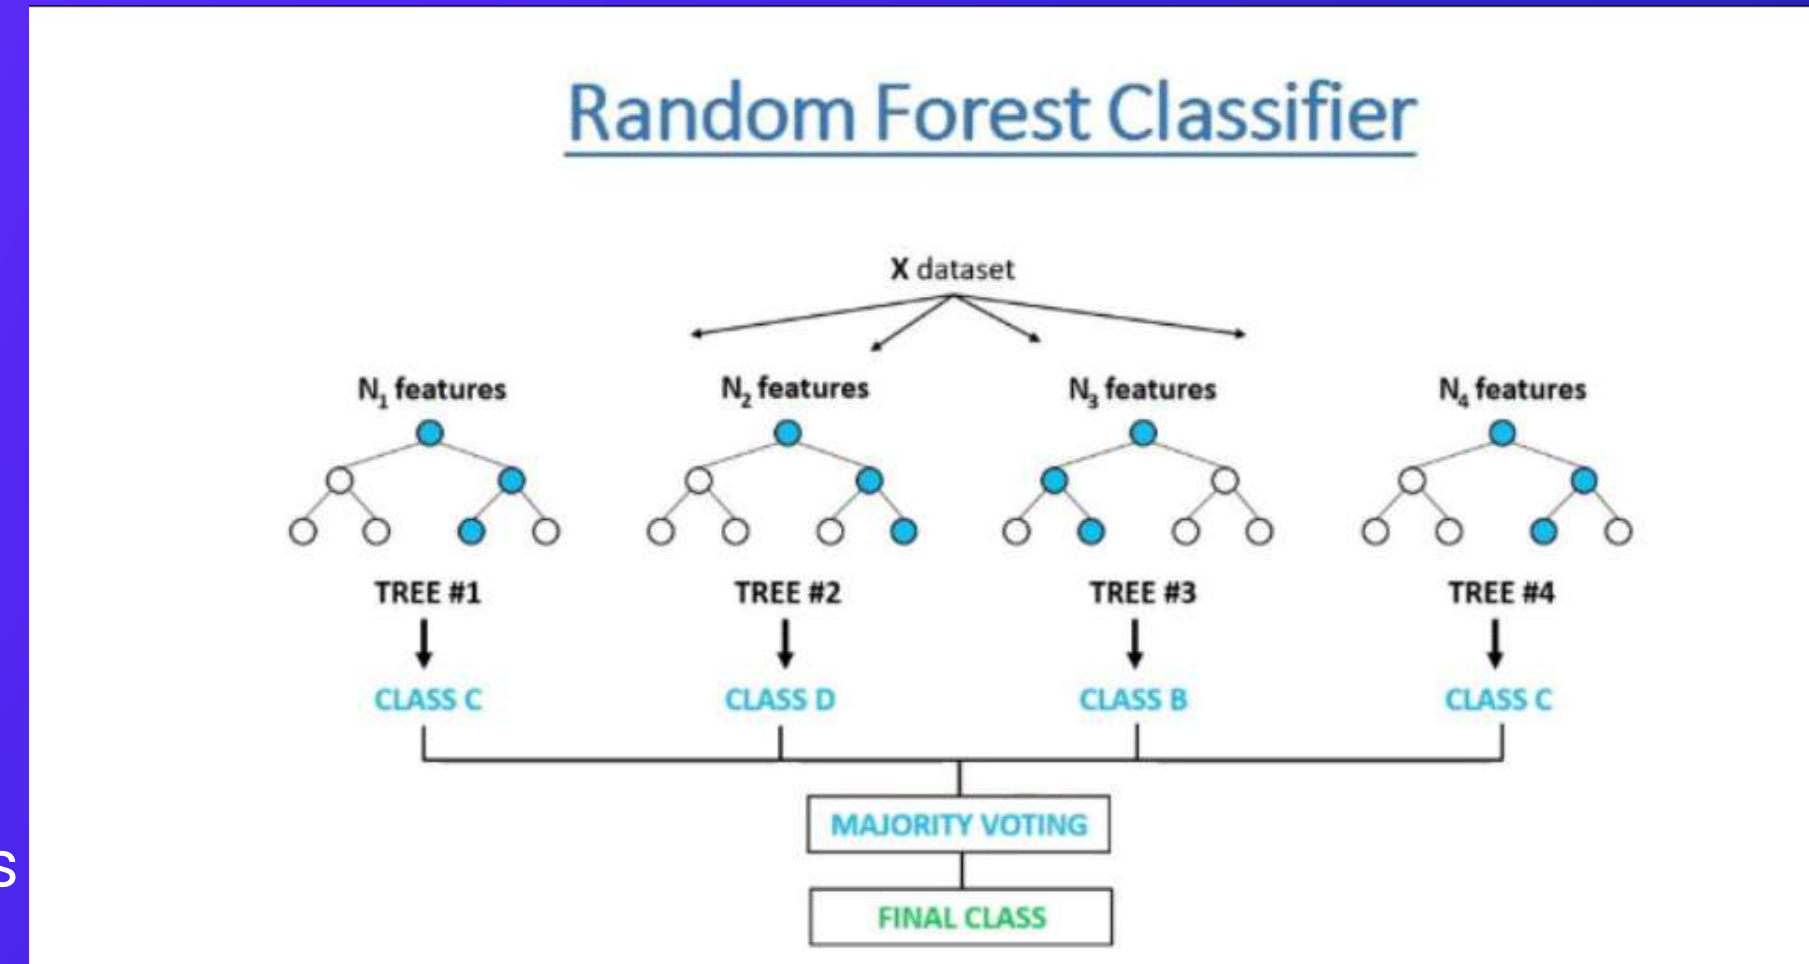 Random Forest Classifier
X dataset
N₁ features N₂ features N₃ features N₄ features
TREE #1 TREE #2 TREE #3 TREE #4
CLASS C CLASS D CLASS B CLASS C
MAJORITY VOTING
s
FINAL CLASS